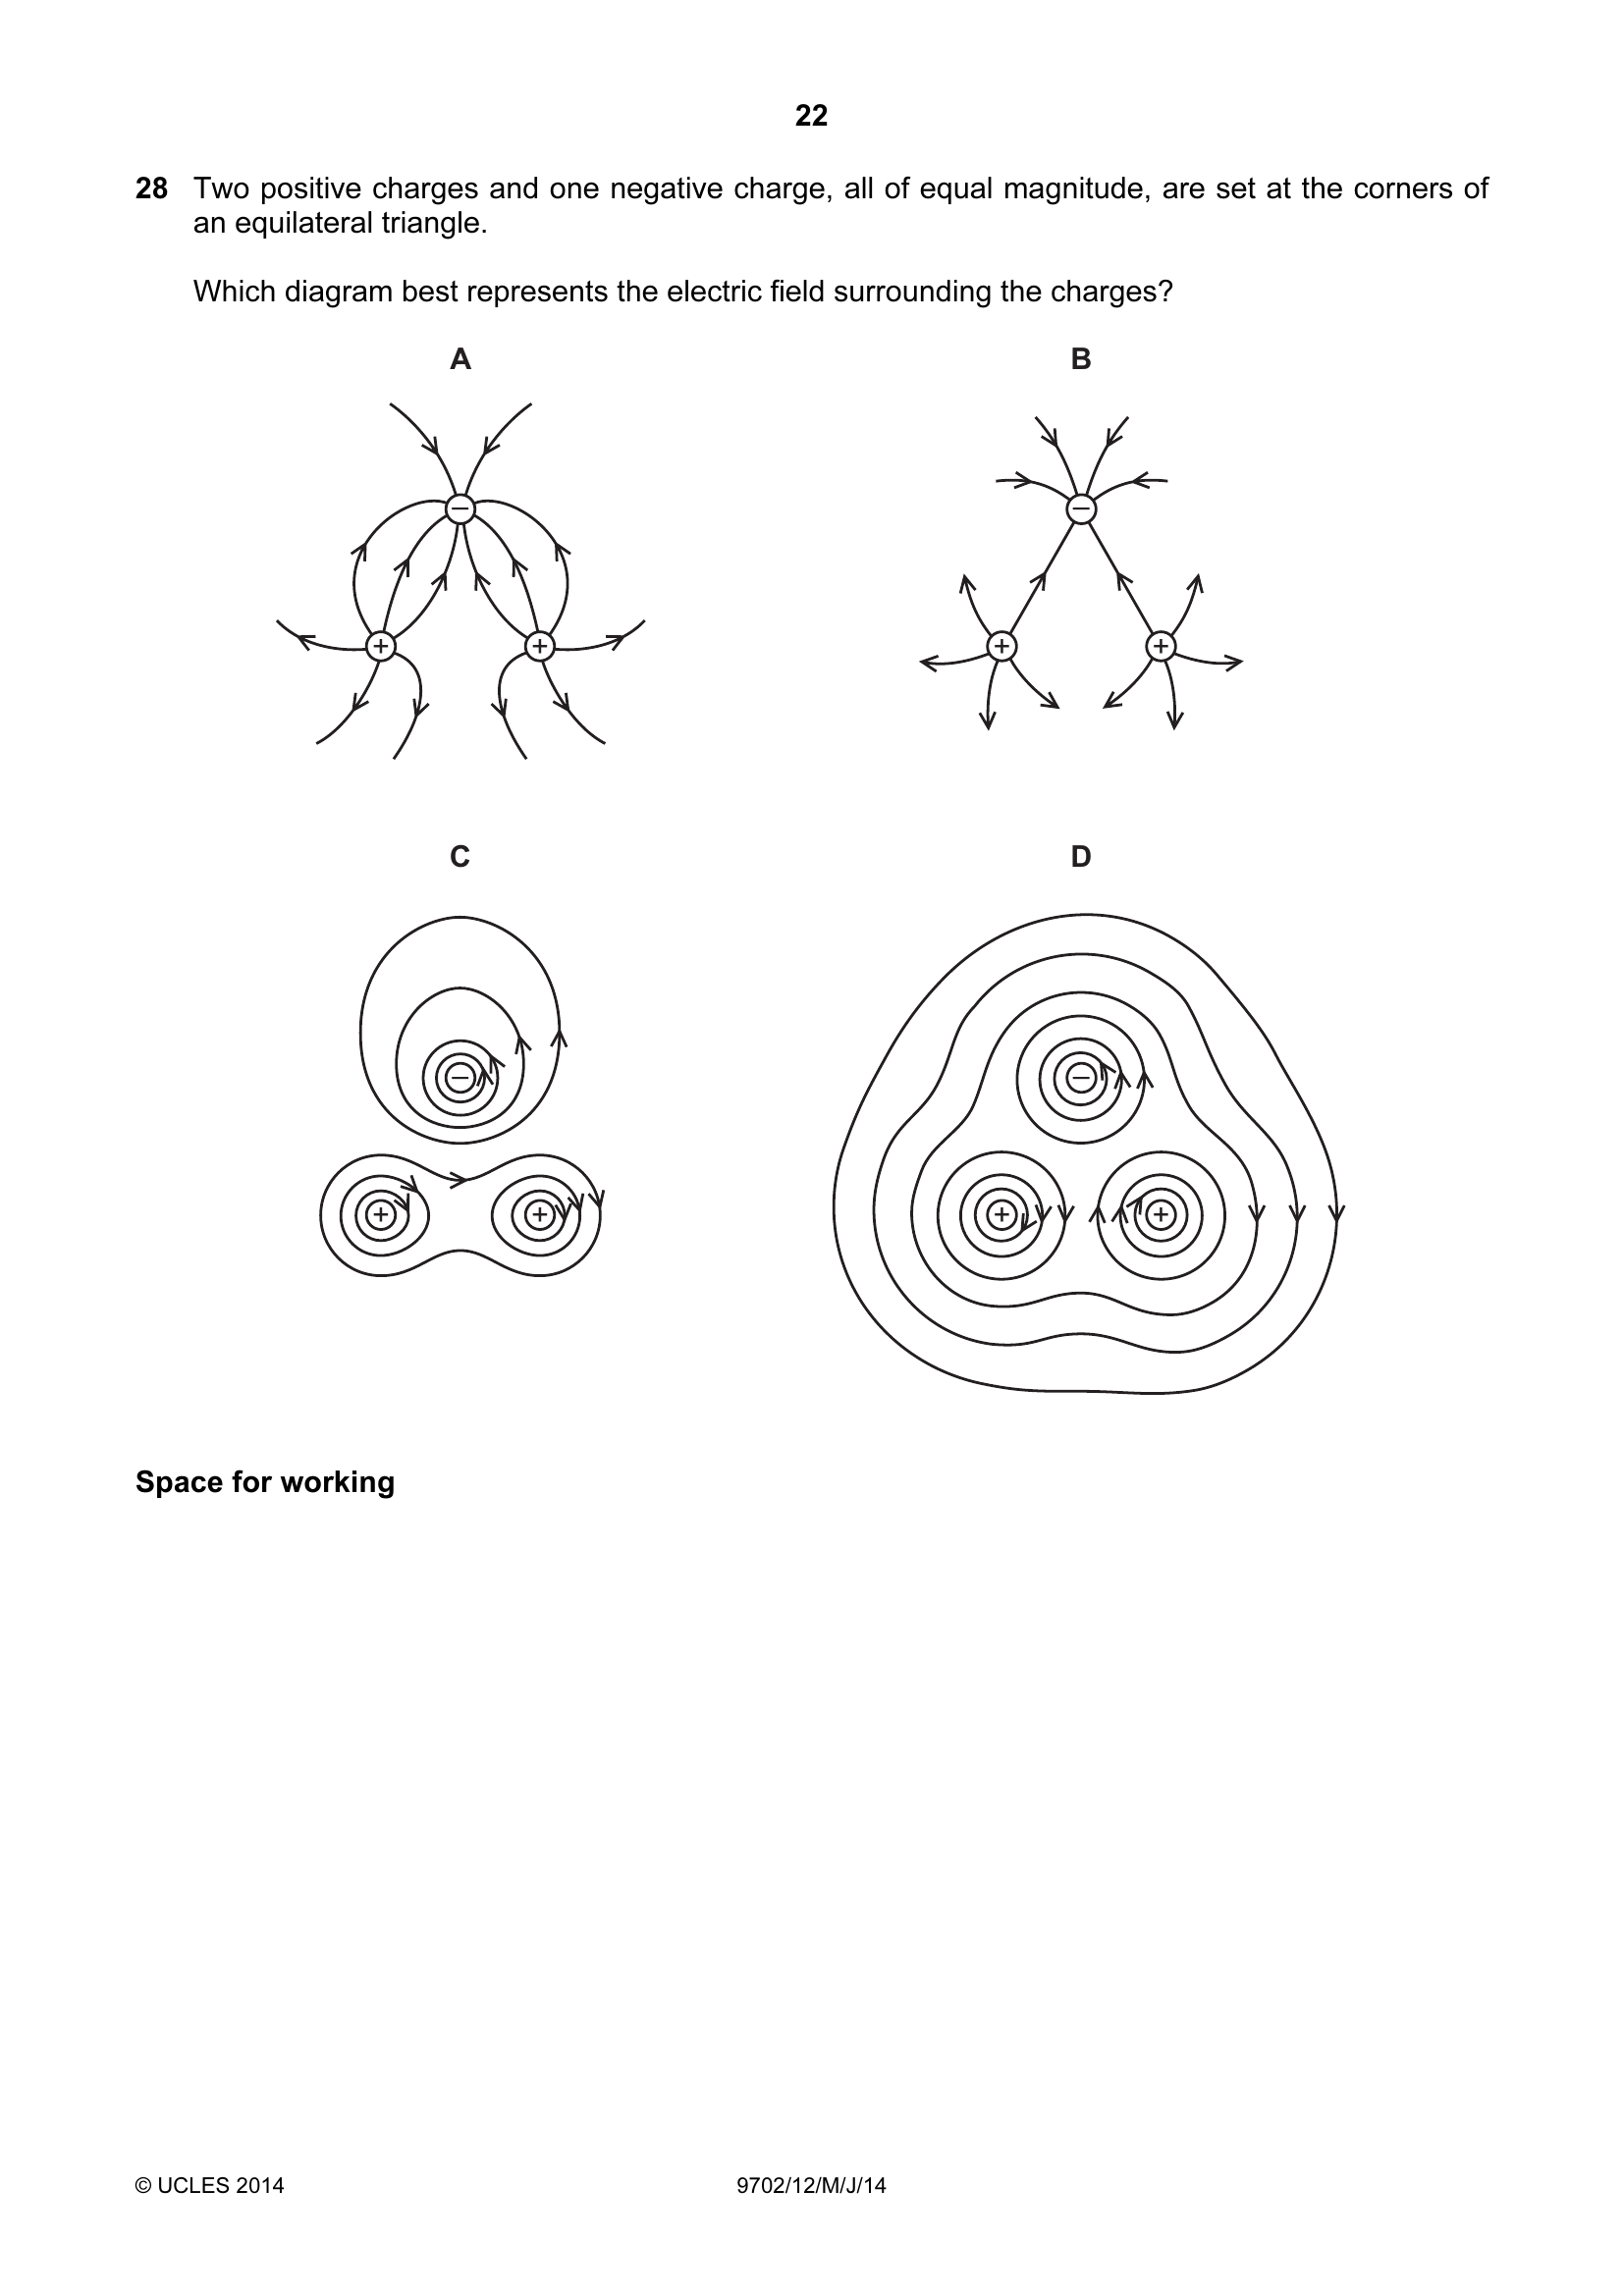 22
28 Two positive charges and one negative charge, all of equal magnitude, are set at the corners of
an equilateral triangle.
Which diagram best represents the electric field surrounding the charges?
A B
−
−
+ +
+ +
C D
−
−
+ +
+ +
Space for working
© UCLES 2014 9702/12/M/J/14